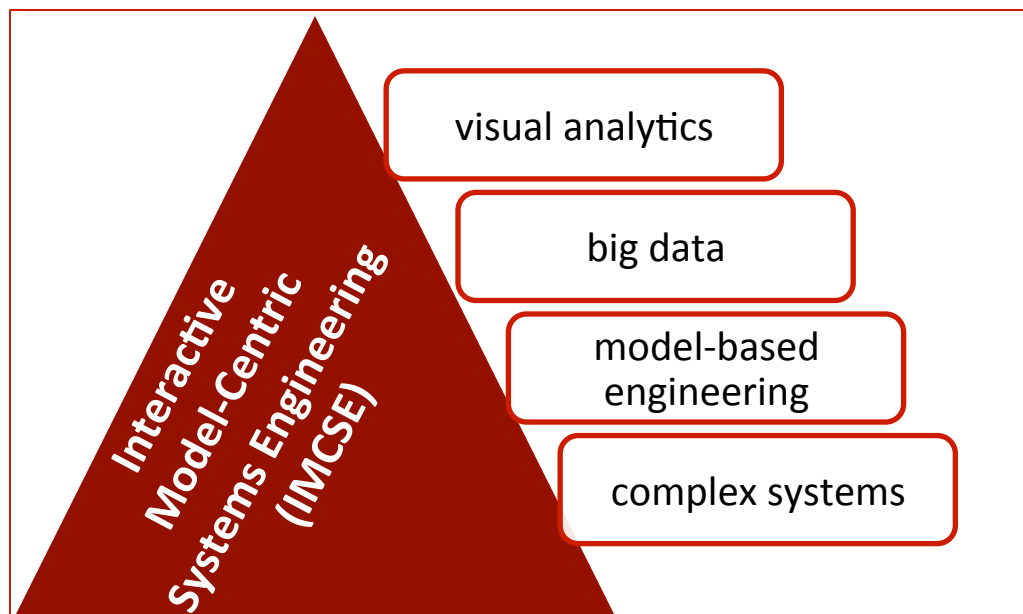 Interactive
Model-Centric
Systems Engineering
(IMCSE)
visual analytics
big data
model-based
engineering
complex systems